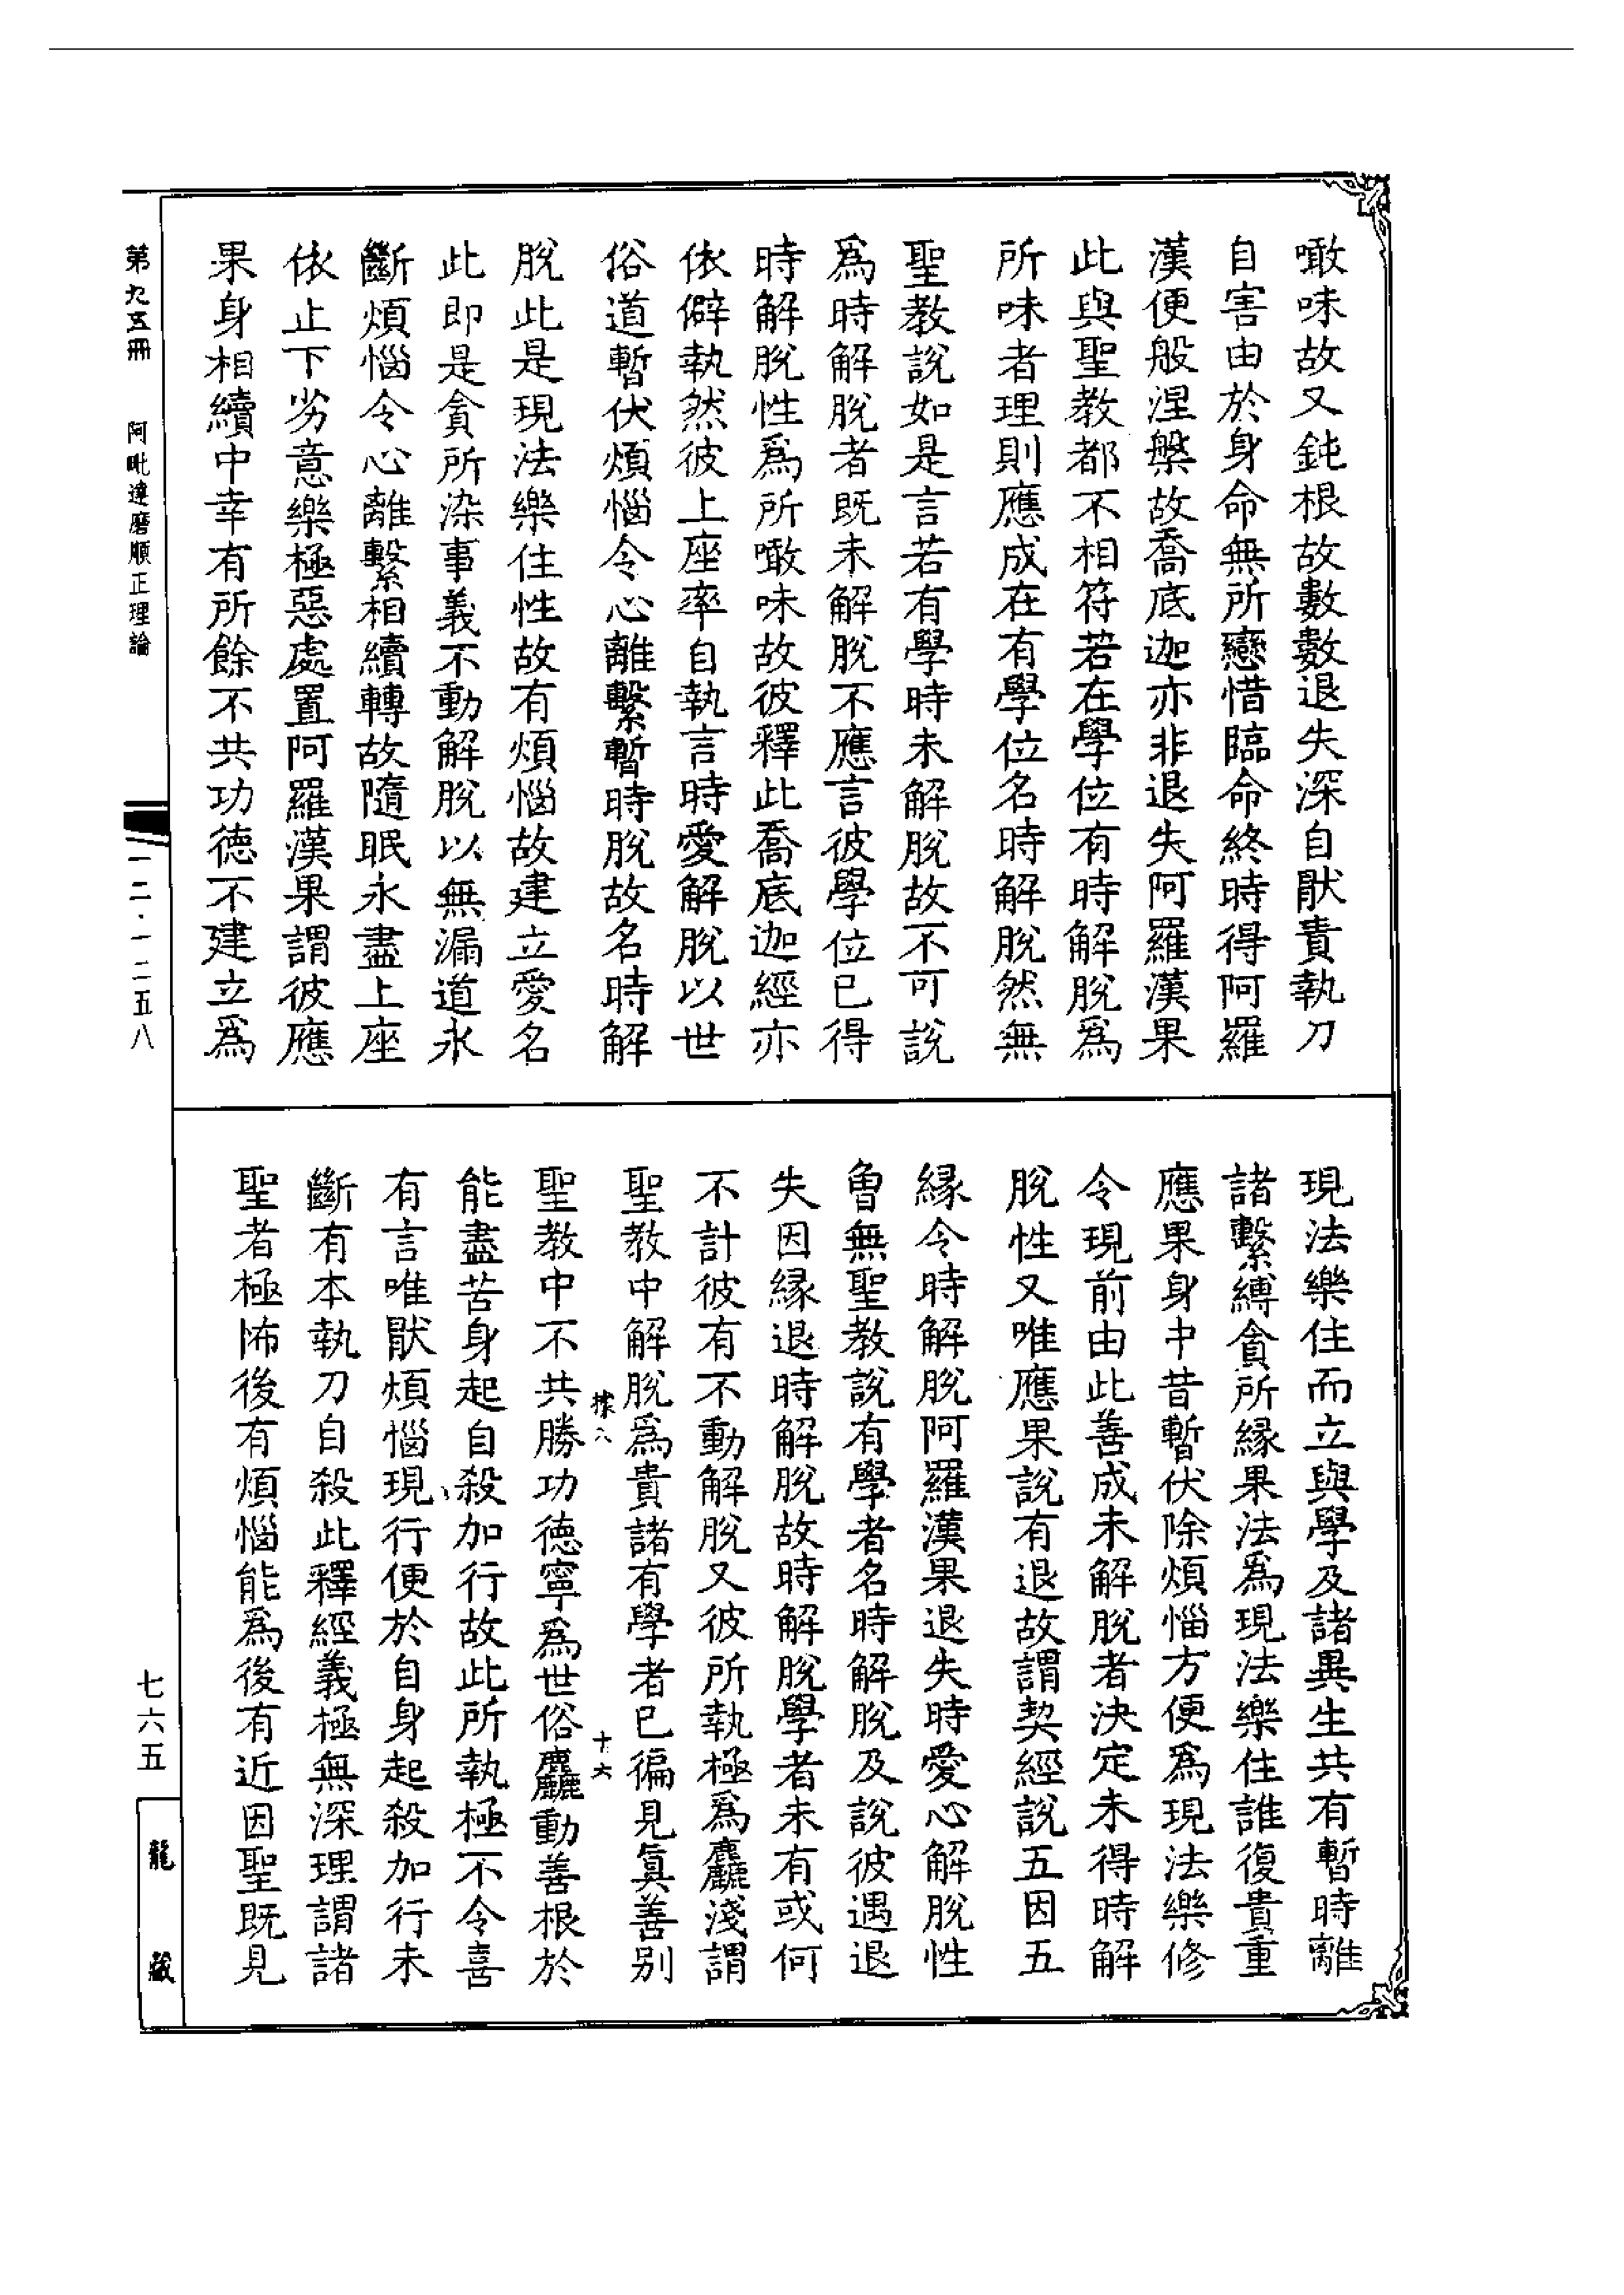 噉味故又鈍根故數數退失深自猒責執刀
自害由於身命無所戀惜臨命終時得阿羅
漢便般涅槃故喬底迦亦非退失阿羅漢果
此與聖教都不相符若在學位有時解脫為
所味者理則應成在有學位名時解脫然無
聖教說如是言若有學時未解脫故不可說
為時解脫者既未解脫不應言彼學位已得
時解脫性為所噉味故彼釋此喬底迦經亦
依僻執然彼上座率自執言時愛解脫以世
俗道暫伏煩惱令心離繫暫時脫故名時解
脫此是現法樂住性故有煩惱故建立愛名
此即是貪所染事義不動解脫以無漏道永
斷煩惱令心離繫相續轉故隨眠永盡上座
依止下劣意樂極惡處置阿羅漢果謂彼應
果身相續中幸有所餘不共功德不建立為
現法樂住而立與學及諸異生共有暫時離
諸繫縛貪所緣果法為現法樂住誰復貴重
應果身中昔暫伏除煩惱方便為現法樂修
令現前由此善成未解脫者決定未得時解
脫性又唯應果說有退故謂契經說五因五
緣令時解脫阿羅漢果退失時愛心解脫性
曾無聖教說有學者名時解脫及說彼遇退
失因緣退時解脫故時解脫學者未有或何
不計彼有不動解脫又彼所執極為麤淺謂
聖教中解脫為貴諸有學者已徧見真善別
聖教中不共勝功德寧為世俗麤動善根於
能盡苦身起自殺加行故此所執極不令喜
有言唯猒煩惱現行便於自身起殺加行未
斷有本執刀自殺此釋經義極無深理謂諸
聖者極怖後有煩惱能為後有近因聖既見
第九五冊 阿毗達磨順正理論
一二·一二五八
七六五
龍藏
十六